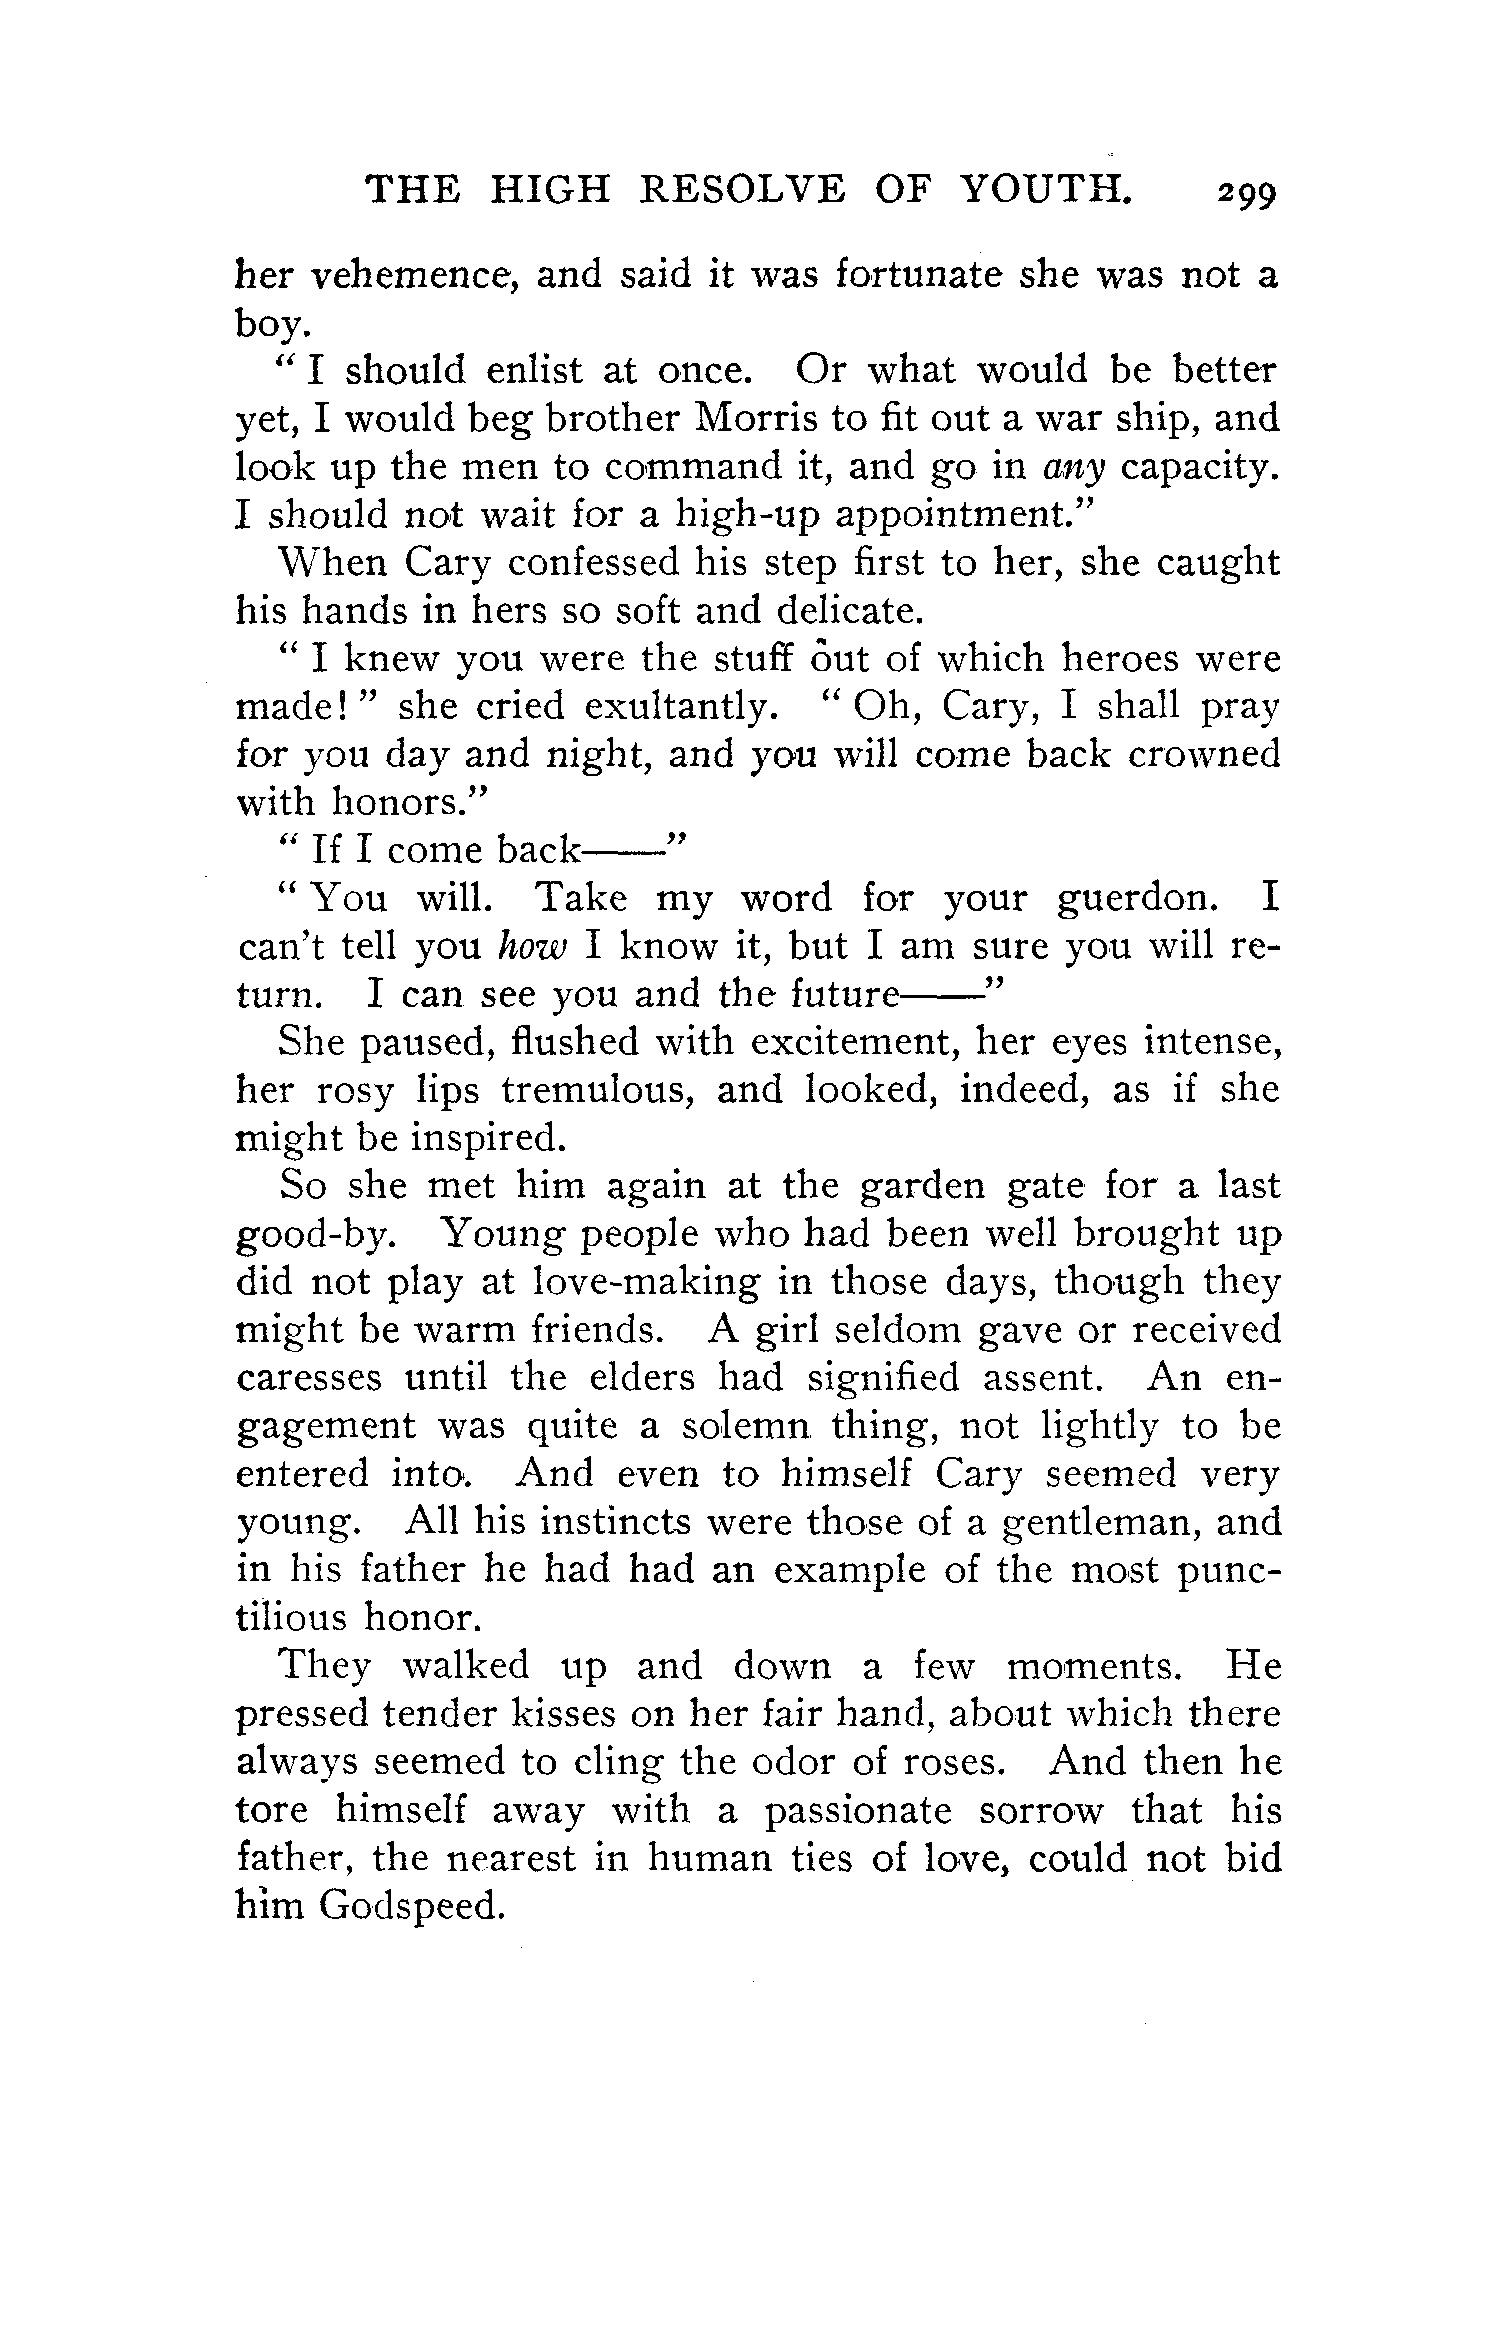 THE HIGH RESOLVE OF YOUTH. 299
her vehemence, and said it was fortunate she was not a
boy.
" I should enlist at once. Or what would be better
yet, I would beg brother Morris to fit out a war ship, and
look up the men to command it, and go in any capacity.
I should not wait for a high-up appointment."
When Cary confessed his step first to her, she caught
his hands in hers so soft and delicate.
" I knew you were the stuff out of which heroes were
made! " she cried exultantly. " Oh, Cary, I shall pray
for you day and night, and you will come back crowned
with honors."
" If I come back——"
" You will. Take my word for your guerdon. I
can't tell you how I know it, but I am sure you will re-
turn. I can see you and the future——"
She paused, flushed with excitement, her eyes intense,
her rosy lips tremulous, and looked, indeed, as if she
might be inspired.
So she met him again at the garden gate for a last
good-by. Young people who had been well brought up
did not play at love-making in those days, though they
might be warm friends. A girl seldom gave or received
caresses until the elders had signified assent. An en-
gagement was quite a solemn thing, not lightly to be
entered into. And even to himself Cary seemed very
young. All his instincts were those of a gentleman, and
in his father he had had an example of the most punc-
tilious honor.
They walked up and down a few moments. He
pressed tender kisses on her fair hand, about which there
always seemed to cling the odor of roses. And then he
tore himself away with a passionate sorrow that his
father, the nearest in human ties of love, could not bid
him Godspeed.